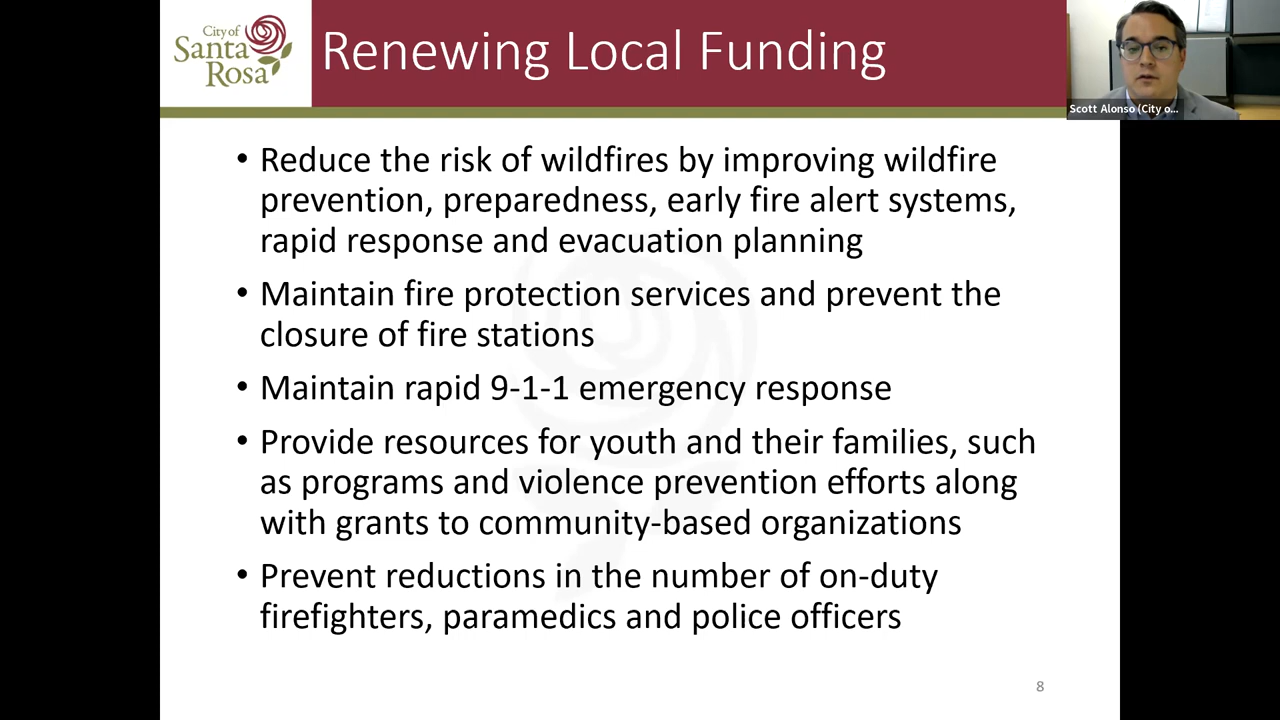 City of
Santa
Rosa
Renewing Local Funding
Scott Alonso (City o...
• Reduce the risk of wildfires by improving wildfire
prevention, preparedness, early fire alert systems,
rapid response and evacuation planning
• Maintain fire protection services and prevent the
closure of fire stations
• Maintain rapid 9-1-1 emergency response
• Provide resources for youth and their families, such
as programs and violence prevention efforts along
with grants to community-based organizations
• Prevent reductions in the number of on-duty
firefighters, paramedics and police officers
8